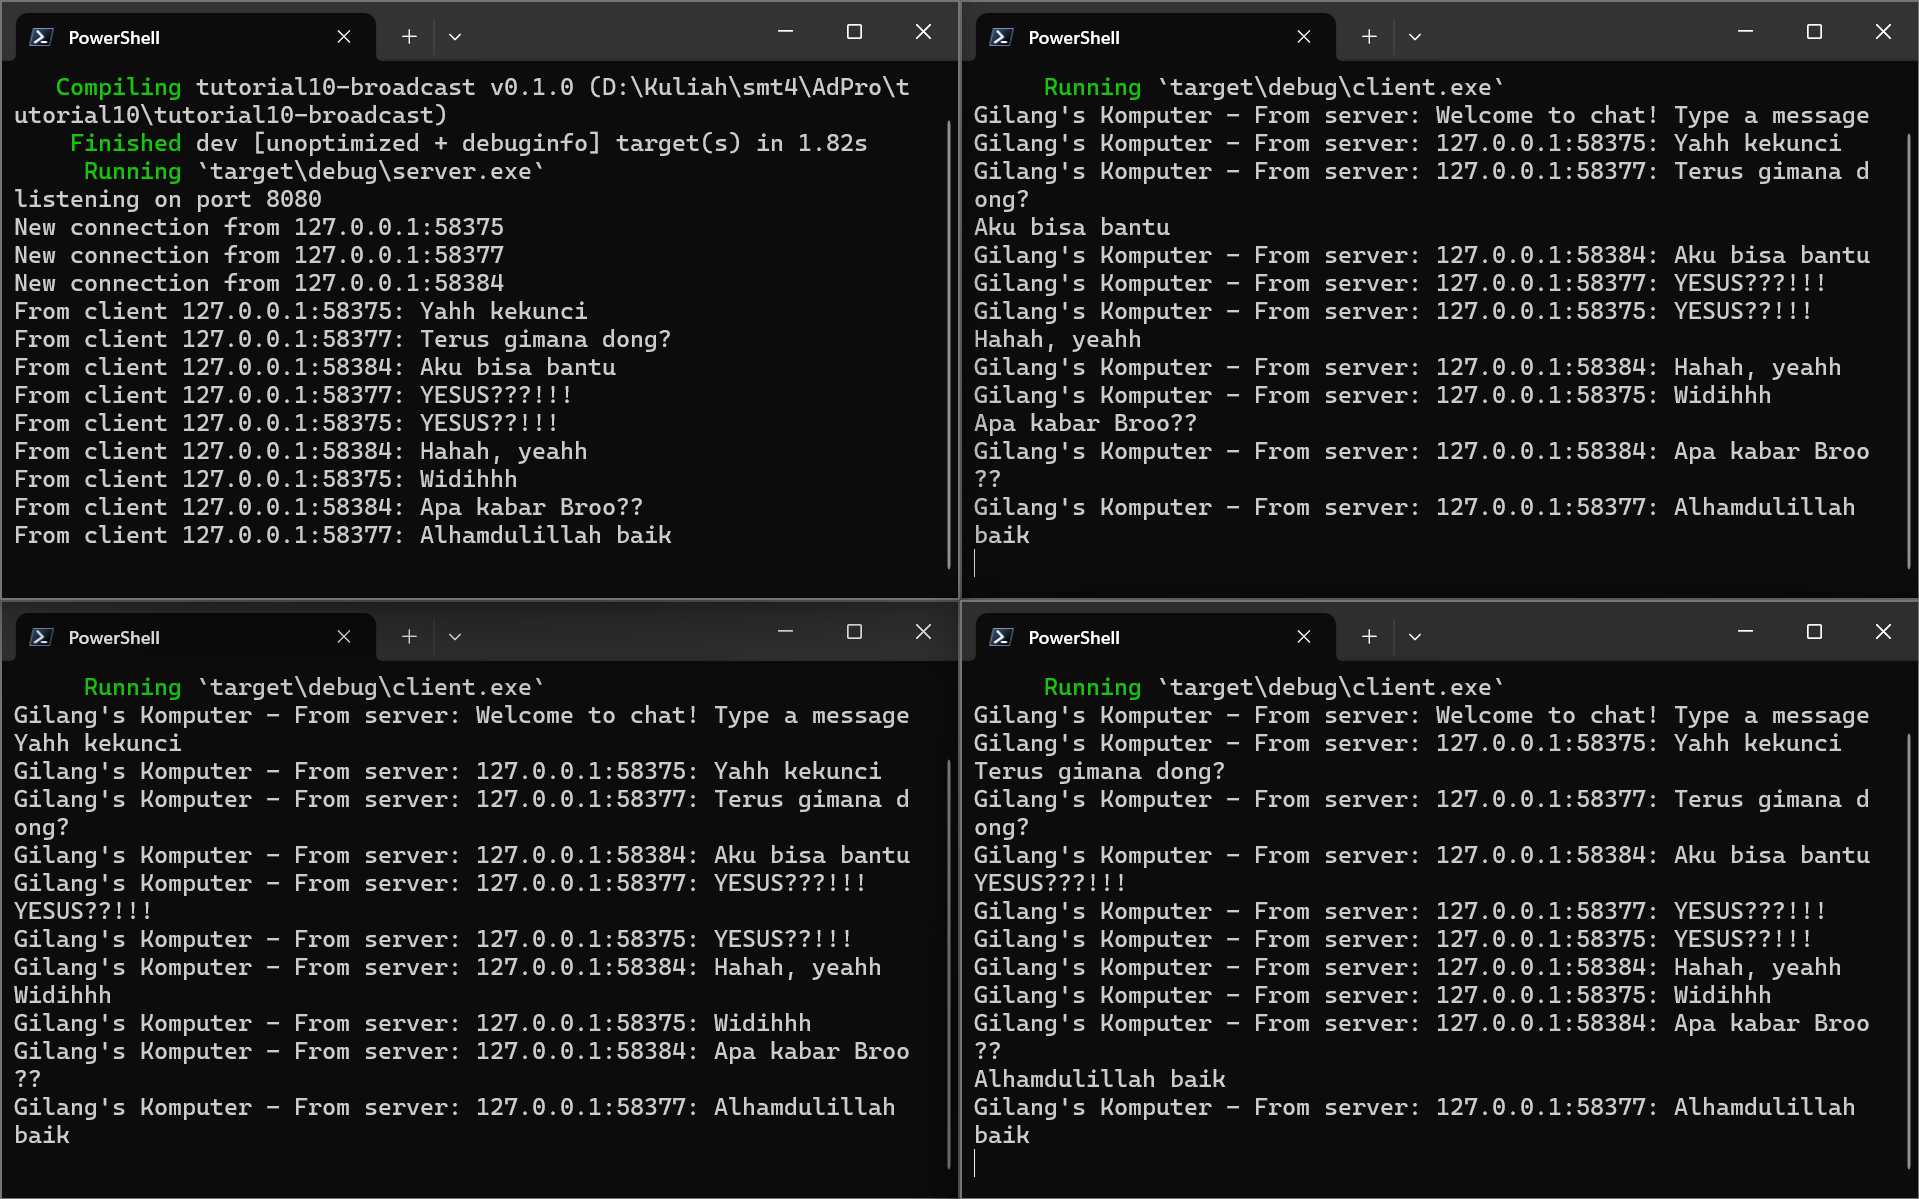 PowerShell
Compiling tutorial10-broadcast v0.1.0 (D:\Kuliah\smt4\AdPro\t
utorial10\tutorial10-broadcast)
Finished dev [unoptimized + debuginfo] target(s) in 1.82s
Running `target\debug\server.exe`
listening on port 8080
New connection from 127.0.0.1:58375
New connection from 127.0.0.1:58377
New connection from 127.0.0.1:58384
From client 127.0.0.1:58375: Yahh kekunci
From client 127.0.0.1:58377: Terus gimana dong?
From client 127.0.0.1:58384: Aku bisa bantu
From client 127.0.0.1:58377: YESUS???!!!
From client 127.0.0.1:58375: YESUS??!!!
From client 127.0.0.1:58384: Hahah, yeahh
From client 127.0.0.1:58375: Widihhh
From client 127.0.0.1:58384: Apa kabar Broo??
From client 127.0.0.1:58377: Alhamdulillah baik
PowerShell
Running `target\debug\client.exe`
Gilang's Komputer - From server: Welcome to chat! Type a message
Gilang's Komputer - From server: 127.0.0.1:58375: Yahh kekunci
Gilang's Komputer - From server: 127.0.0.1:58377: Terus gimana d
ong?
Aku bisa bantu
Gilang's Komputer - From server: 127.0.0.1:58384: Aku bisa bantu
Gilang's Komputer - From server: 127.0.0.1:58377: YESUS???!!!
Gilang's Komputer - From server: 127.0.0.1:58375: YESUS??!!!
Hahah, yeahh
Gilang's Komputer - From server: 127.0.0.1:58384: Hahah, yeahh
Gilang's Komputer - From server: 127.0.0.1:58375: Widihhh
Apa kabar Broo??
Gilang's Komputer - From server: 127.0.0.1:58384: Apa kabar Broo
??
Gilang's Komputer - From server: 127.0.0.1:58377: Alhamdulillah
baik
PowerShell
Running `target\debug\client.exe`
Gilang's Komputer - From server: Welcome to chat! Type a message
Yahh kekunci
Gilang's Komputer - From server: 127.0.0.1:58375: Yahh kekunci
Gilang's Komputer - From server: 127.0.0.1:58377: Terus gimana d
ong?
Gilang's Komputer - From server: 127.0.0.1:58384: Aku bisa bantu
Gilang's Komputer - From server: 127.0.0.1:58377: YESUS???!!!
YESUS??!!!
Gilang's Komputer - From server: 127.0.0.1:58375: YESUS??!!!
Gilang's Komputer - From server: 127.0.0.1:58384: Hahah, yeahh
Widihhh
Gilang's Komputer - From server: 127.0.0.1:58375: Widihhh
Gilang's Komputer - From server: 127.0.0.1:58384: Apa kabar Broo
??
Gilang's Komputer - From server: 127.0.0.1:58377: Alhamdulillah
baik
PowerShell
Running `target\debug\client.exe`
Gilang's Komputer - From server: Welcome to chat! Type a message
Gilang's Komputer - From server: 127.0.0.1:58375: Yahh kekunci
Terus gimana dong?
Gilang's Komputer - From server: 127.0.0.1:58377: Terus gimana d
ong?
Gilang's Komputer - From server: 127.0.0.1:58384: Aku bisa bantu
YESUS???!!!
Gilang's Komputer - From server: 127.0.0.1:58377: YESUS???!!!
Gilang's Komputer - From server: 127.0.0.1:58375: YESUS??!!!
Gilang's Komputer - From server: 127.0.0.1:58384: Hahah, yeahh
Gilang's Komputer - From server: 127.0.0.1:58375: Widihhh
Gilang's Komputer - From server: 127.0.0.1:58384: Apa kabar Broo
??
Alhamdulillah baik
Gilang's Komputer - From server: 127.0.0.1:58377: Alhamdulillah
baik